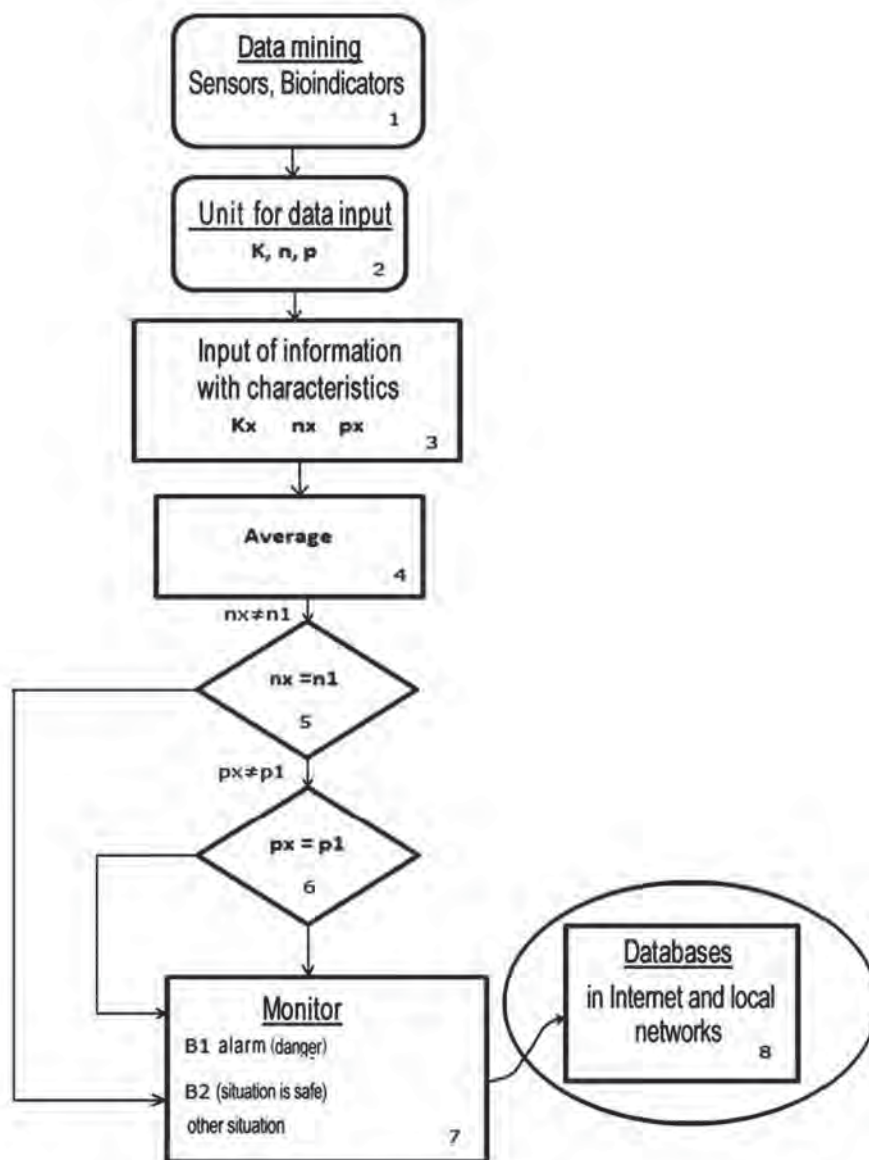 Data mining
Sensors, Bioindicators
1
Unit for data input
K, n, p
2
Input of information
with characteristics
Kx nx px
3
Average
4
nx≠n1
nx =n1
5
px≠p1
px = p1
6
Monitor
B1 alarm (danger)
B2 (situation is safe)
other situation
7
Databases
in Internet and local
networks
8